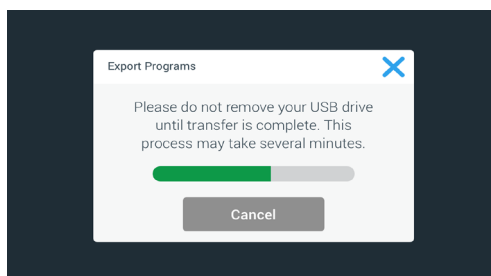 Export Programs
Please do not remove your USB drive
until transfer is complete. This
process may take several minutes.
Cancel